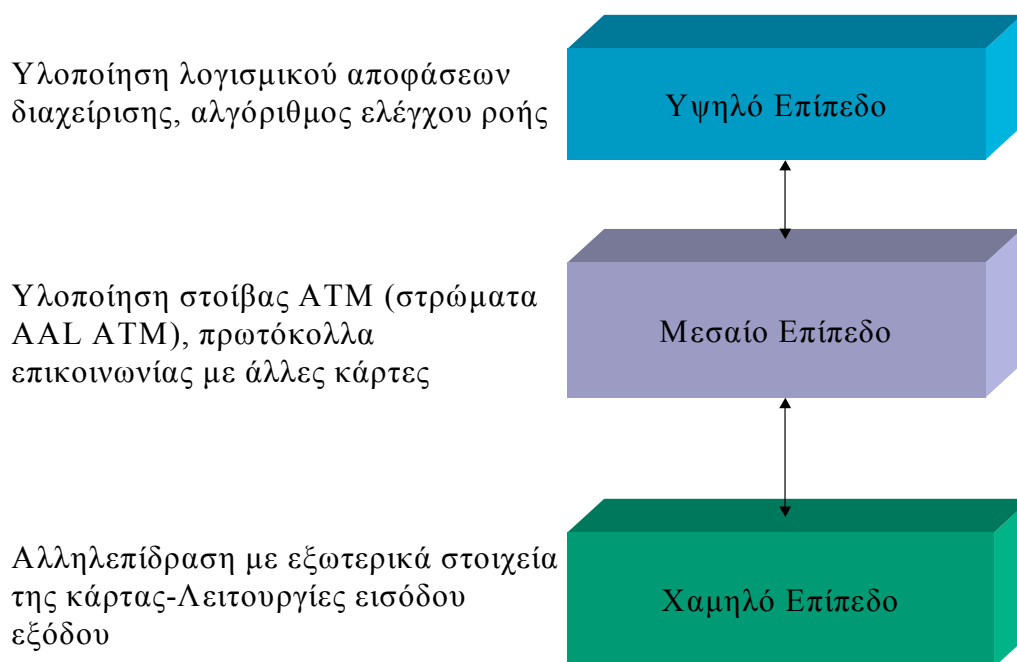 Υλοποίηση λογισμικού αποφάσεων
διαχείρισης, αλγόριθμος ελέγχου ροής
Υψηλό Επίπεδο
Υλοποίηση στοίβας ATM (στρώματα
AAL ATM), πρωτόκολλα
επικοινωνίας με άλλες κάρτες
Μεσαίο Επίπεδο
Αλληλεπίδραση με εξωτερικά στοιχεία
της κάρτας-Λειτουργίες εισόδου
εξόδου
Χαμηλό Επίπεδο